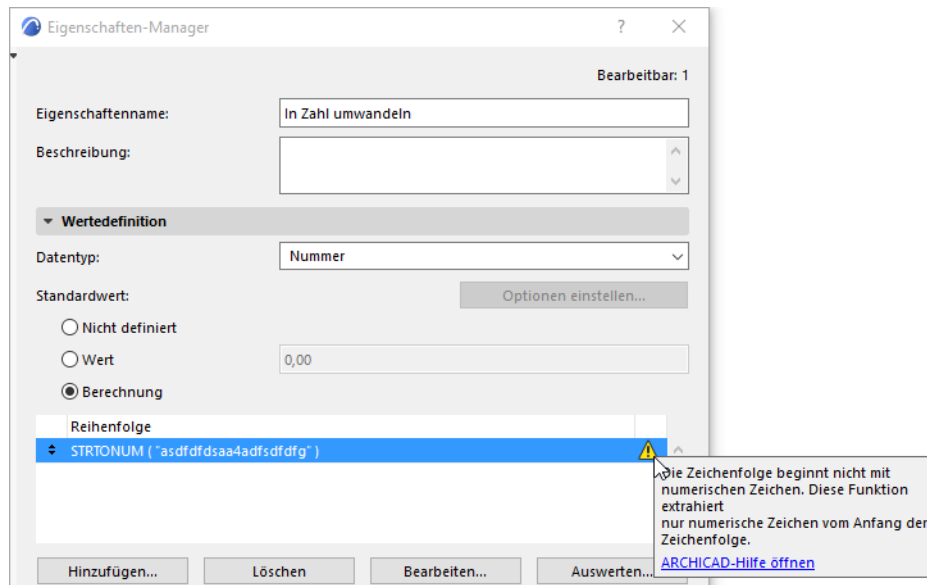 Eigenschaften-Manager
?
Bearbeitbar: 1
Eigenschaftenname:
In Zahl umwandeln
Beschreibung:
Wertedefinition
Datentyp:
Nummer
Standardwert:
Optionen einstellen...
Nicht definiert
Wert
0,00
Berechnung
Reihenfolge
STRTONUM ( "asdfdfdsaa4adfsdfdfg" )
Die Zeichenfolge beginnt nicht mit
numerischen Zeichen. Diese Funktion
extrahiert
nur numerische Zeichen vom Anfang der
Zeichenfolge.
ARCHICAD-Hilfe öffnen
Hinzufügen...
Löschen
Bearbeiten...
Auswerten...